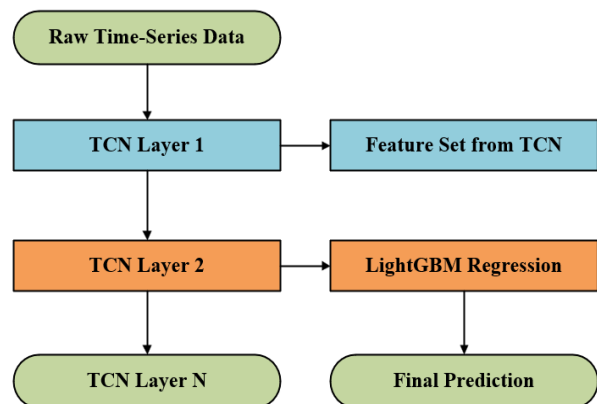 Raw Time-Series Data
TCN Layer 1
Feature Set from TCN
TCN Layer 2
LightGBM Regression
TCN Layer N
Final Prediction